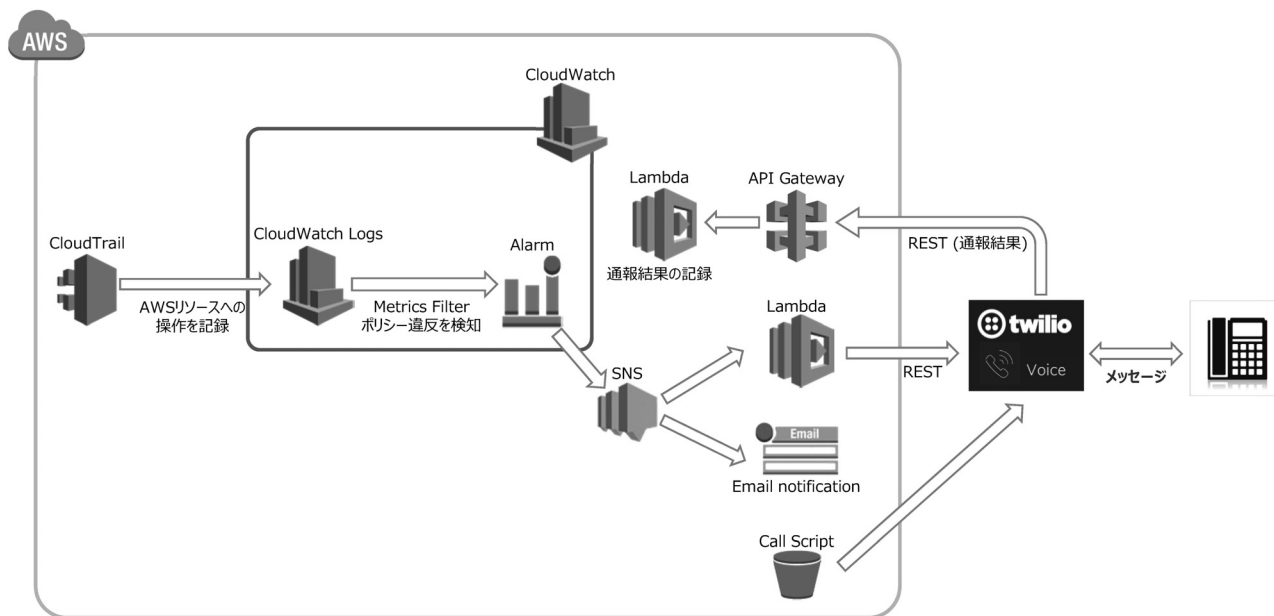 AWS
CloudWatch
Lambda
API Gateway
CloudTrail
CloudWatch Logs
Alarm
REST (通報結果)
通報結果の記録
AWSリソースへの
操作を記録
Metrics Filter
ポリシー違反を検知
Lambda
twilio
Voice
REST
メッセージ
SNS
Email
Email notification
Call Script